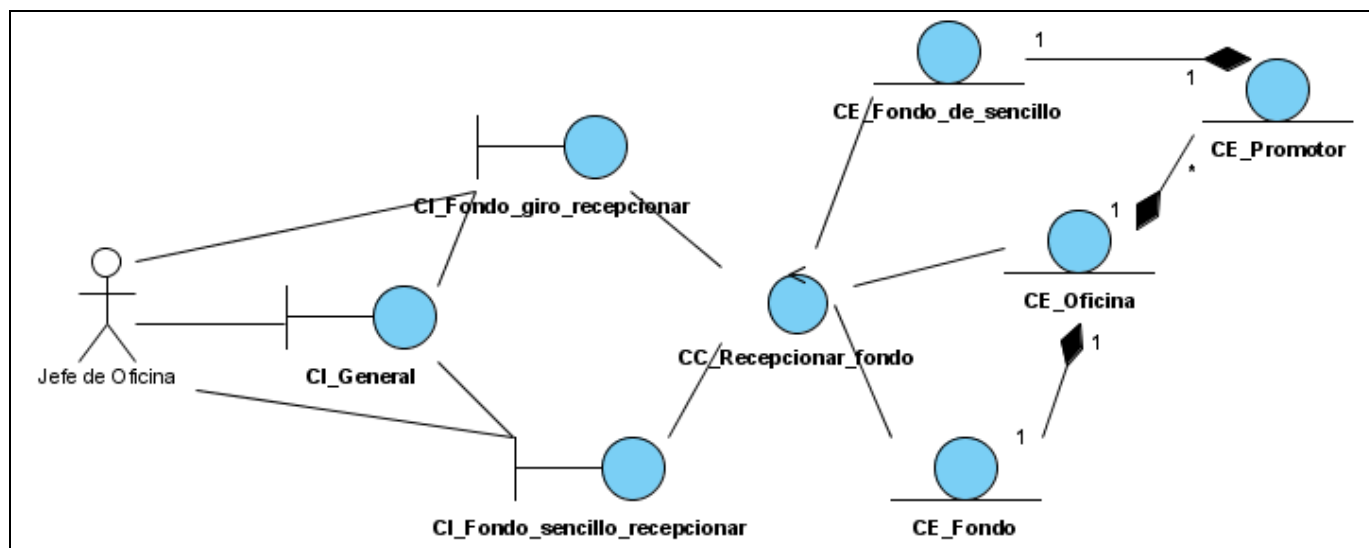 1
1
CE_Fondo_de_sencillo
CE_Promotor
*
CI_Fondo_giro_recepcionar
1
CE_Oficina
Jefe de Oficina
CI_General
CC_Recepcionar_fondo
1
1
CI_Fondo_sencillo_recepcionar
CE_Fondo